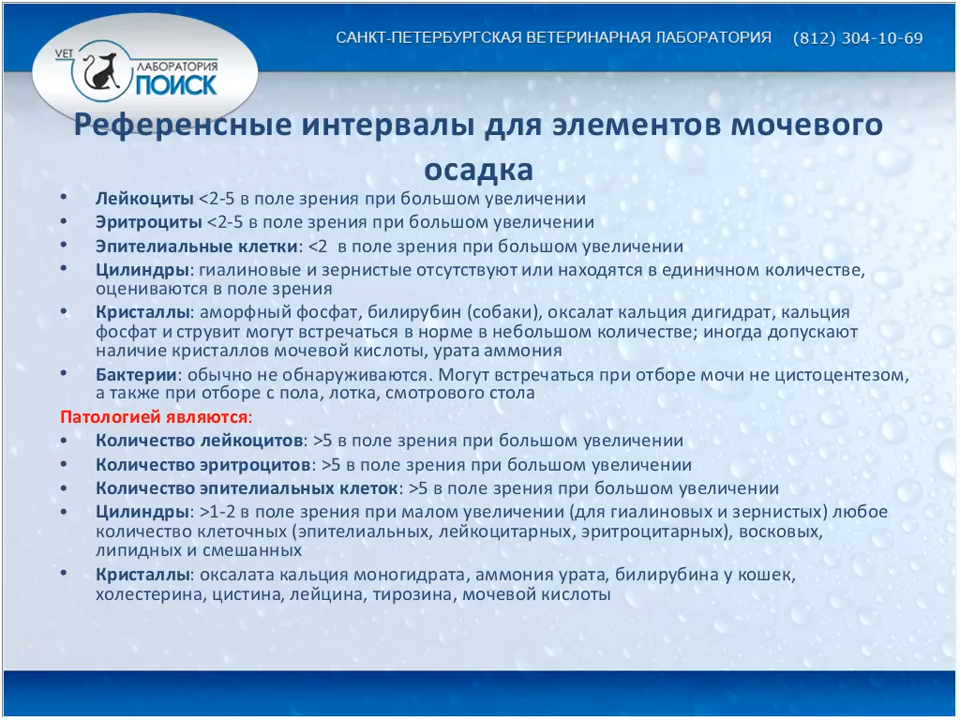 САНКТ-ПЕТЕРБУРГСКАЯ ВЕТЕРИНАРНАЯ ЛАБОРАТОРИЯ (812) 304-10-69
VET
ЛАБОРАТОРИЯ
ПОИСК
Референсные интервалы для элементов мочевого
осадка
• Лейкоциты <2-5 в поле зрения при большом увеличении
• Эритроциты <2-5 в поле зрения при большом увеличении
• Эпителиальные клетки: <2 в поле зрения при большом увеличении
• Цилиндры: гиалиновые и зернистые отсутствуют или находятся в единичном количестве,
оцениваются в поле зрения
• Кристаллы: аморфный фосфат, билирубин (собаки), оксалат кальция дигидрат, кальция
фосфат и струвит могут встречаться в норме в небольшом количестве; иногда допускают
наличие кристаллов мочевой кислоты, урата аммония
• Бактерии: обычно не обнаруживаются. Могут встречаться при отборе мочи не цистоцентезом,
а также при отборе с пола, лотка, смотрового стола
Патологией являются:
• Количество лейкоцитов: >5 в поле зрения при большом увеличении
• Количество эритроцитов: >5 в поле зрения при большом увеличении
• Количество эпителиальных клеток: >5 в поле зрения при большом увеличении
• Цилиндры: >1-2 в поле зрения при малом увеличении (для гиалиновых и зернистых) любое
количество клеточных (эпителиальных, лейкоцитарных, эритроцитарных), восковых,
липидных и смешанных
• Кристаллы: оксалата кальция моногидрата, аммония урата, билирубина у кошек,
холестерина, цистина, лейцина, тирозина, мочевой кислоты